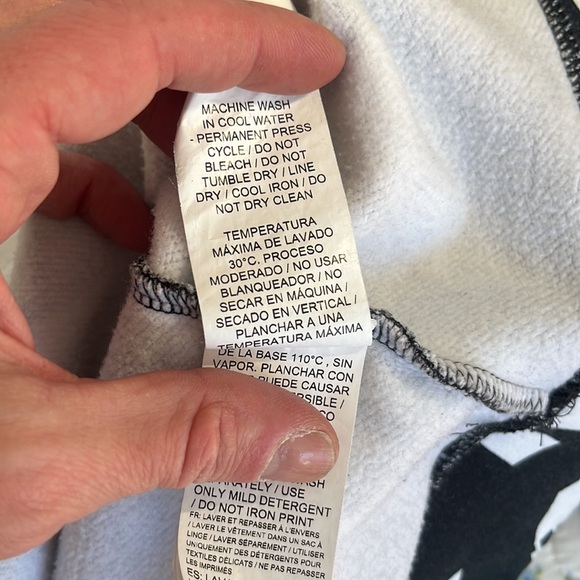 MACHINE WASH
IN COOL WATER
- PERMANENT PRESS
CYCLE / DO NOT
BLEACH / DO NOT
TUMBLE DRY / LINE
DRY / COOL IRON / DO
NOT DRY CLEAN
TEMPERATURA
MÁXIMA DE LAVADO
30°C. PROCESO
MODERADO / NO USAR
BLANQUEADOR / NO
SECAR EN MÁQUINA /
SECADO EN VERTICAL /
PLANCHAR A UNA
TEMPERATURA MÁXIMA
DE LA BASE 110°C, SIN
VAPOR. PLANCHAR CON
PUEDE CAUSAR
ONLY MILD DETERGENT
/ DO NOT IRON PRINT
FR: LAVER ET REPASSER À L'ENVERS
/ LAVER LE VÊTEMENT DANS UN SAC À
LINGE / LAVER SÉPARÉMENT / UTILISER
UNIQUEMENT DES DÉTERGENTS POUR
TEXTILES DÉLICATS / NE PAS REPASSER
LES IMPRIMÉS